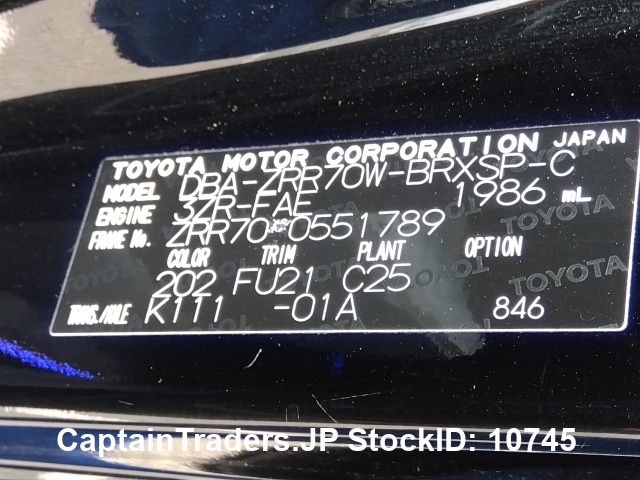 TOYOTA MOTOR CORPORATION JAPAN
MODEL DBA-ZRR70W-BRXSP-C
ENGINE 3ZR-FAE 1986 mL
FRAME No. ZRR70-0551789
COLOR TRIM PLANT OPTION
202 FU21 C25
TRANS./AXLE K111 -01A 846
CaptainTraders.JP StockID: 10745